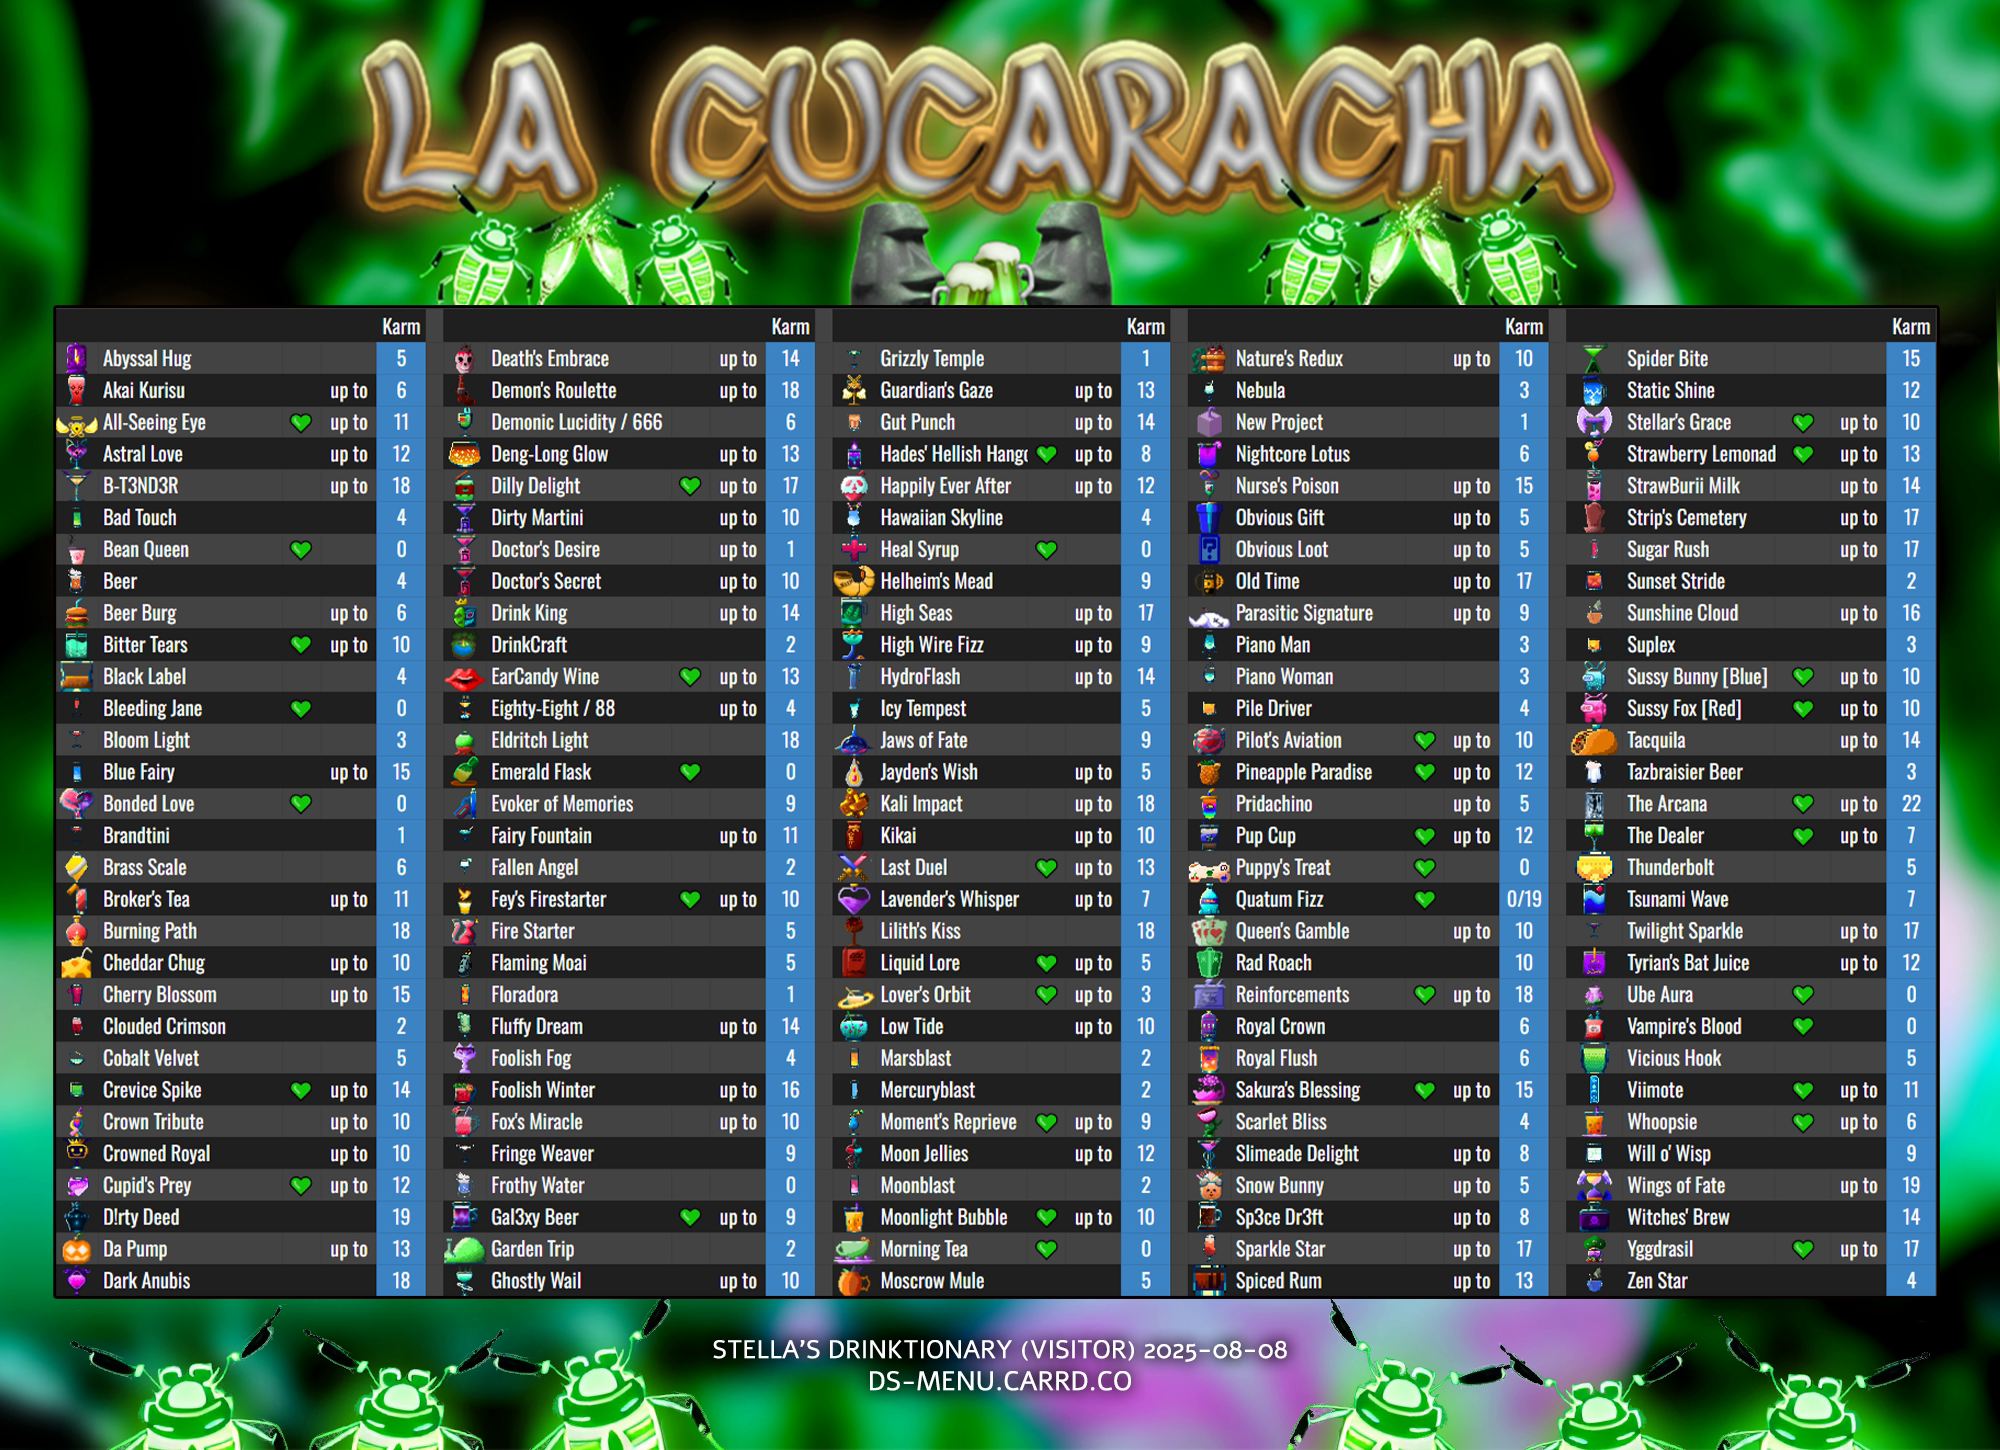 LA CUCARACHA
Karm
Abyssal Hug 5
Akai Kurisu up to 6
All-Seeing Eye up to 11
Astral Love up to 12
B-T3ND3R up to 18
Bad Touch 4
Bean Queen 0
Beer 4
Beer Burg up to 6
Bitter Tears up to 10
Black Label 4
Bleeding Jane 0
Bloom Light 3
Blue Fairy up to 15
Bonded Love 0
Brandtini 1
Brass Scale 6
Broker's Tea up to 11
Burning Path 18
Cheddar Chug up to 10
Cherry Blossom up to 15
Clouded Crimson 2
Cobalt Velvet 5
Crevice Spike up to 14
Crown Tribute up to 10
Crowned Royal up to 10
Cupid's Prey up to 12
D!rty Deed 19
Da Pump up to 13
Dark Anubis 18
Karm
Death's Embrace up to 14
Demon's Roulette up to 18
Demonic Lucidity / 666 6
Deng-Long Glow up to 13
Dilly Delight up to 17
Dirty Martini up to 10
Doctor's Desire up to 1
Doctor's Secret up to 10
Drink King up to 14
DrinkCraft 2
EarCandy Wine up to 13
Eighty-Eight / 88 up to 4
Eldritch Light 18
Emerald Flask 0
Evoker of Memories 9
Fairy Fountain up to 11
Fallen Angel 2
Fey's Firestarter up to 10
Fire Starter 5
Flaming Moai 5
Floradora 1
Fluffy Dream up to 14
Foolish Fog 4
Foolish Winter up to 16
Fox's Miracle up to 10
Fringe Weaver 9
Frothy Water 0
Gal3xy Beer up to 9
Garden Trip 2
Ghostly Wail up to 10
Karm
Grizzly Temple 1
Guardian's Gaze up to 13
Gut Punch up to 14
Hades' Hellish Hang up to 8
Happily Ever After up to 12
Hawaiian Skyline 4
Heal Syrup 0
Helheim's Mead 9
High Seas up to 17
High Wire Fizz up to 9
HydroFlash up to 14
Icy Tempest 5
Jaws of Fate 9
Jayden's Wish up to 5
Kali Impact up to 18
Kikai up to 10
Last Duel up to 13
Lavender's Whisper up to 7
Lilith's Kiss 18
Liquid Lore up to 5
Lover's Orbit up to 3
Low Tide up to 10
Marsblast 2
Mercuryblast 2
Moment's Reprieve up to 9
Moon Jellies up to 12
Moonblast 2
Moonlight Bubble up to 10
Morning Tea 0
Moscrow Mule 5
Karm
Nature's Redux up to 10
Nebula 3
New Project 1
Nightcore Lotus 6
Nurse's Poison up to 15
Obvious Gift up to 5
Obvious Loot up to 5
Old Time up to 17
Parasitic Signature up to 9
Piano Man 3
Piano Woman 3
Pile Driver 4
Pilot's Aviation up to 10
Pineapple Paradise up to 12
Pridachino up to 5
Pup Cup up to 12
Puppy's Treat 0
Quatum Fizz 0/19
Queen's Gamble up to 10
Rad Roach 10
Reinforcements up to 18
Royal Crown 6
Royal Flush 6
Sakura's Blessing up to 15
Scarlet Bliss 4
Slimeade Delight up to 8
Snow Bunny up to 5
Sp3ce Dr3ft up to 8
Sparkle Star up to 17
Spiced Rum up to 13
Karm
Spider Bite 15
Static Shine 12
Stellar's Grace up to 10
Strawberry Lemonad up to 13
StrawBurii Milk up to 14
Strip's Cemetery up to 17
Sugar Rush up to 17
Sunset Stride 2
Sunshine Cloud up to 16
Suplex 3
Sussy Bunny [Blue] up to 10
Sussy Fox [Red] up to 10
Tacquila up to 14
Tazbraisier Beer 3
The Arcana up to 22
The Dealer up to 7
Thunderbolt 5
Tsunami Wave 7
Twilight Sparkle up to 17
Tyrian's Bat Juice up to 12
Ube Aura 0
Vampire's Blood 0
Vicious Hook 5
Viimote up to 11
Whoopsie up to 6
Will o' Wisp 9
Wings of Fate up to 19
Witches' Brew 14
Yggdrasil up to 17
Zen Star 4
STELLA'S DRINKTIONARY (VISITOR) 2025-08-08
DS-MENU.CARRD.CO